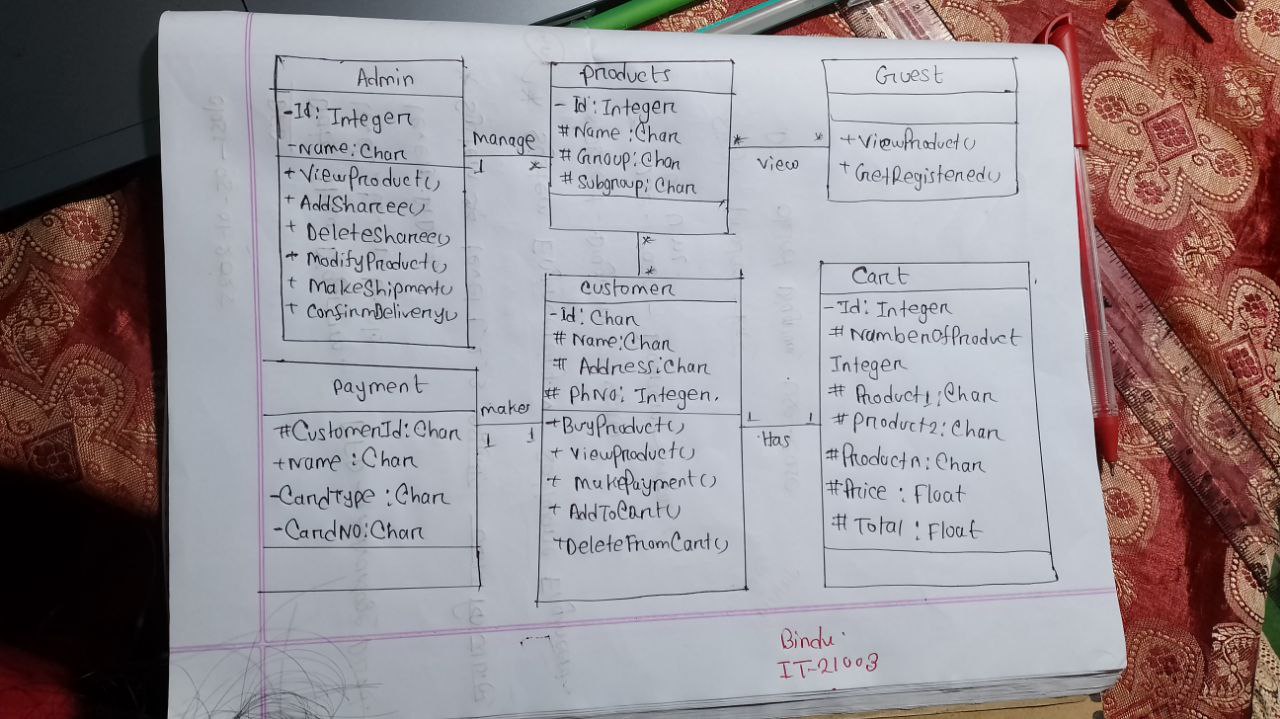 Admin
-Id: Integer
-Name: Char
+ViewProduct()
+AddSharee()
+DeleteSharee()
+ModifyProduct()
+MakeShipment()
+ConfirmDelivery()
manage
1
*
Products
- Id: Integer
# Name: Char
# Group: Char
# Subgroup: Char
*
*
view
Guest
+ViewProduct()
+GetRegistered()
*
*
Payment
#CustomerId: Char
+Name: Char
-CardType: Char
-CardNo: Char
makes
1
1
Customer
-Id: Char
# Name: Char
# Address: Char
# PhNo: Integer.
+BuyProduct()
+ViewProduct()
+ MakePayment()
+ AddToCart()
+DeleteFromCart()
1
1
Has
Cart
-Id: Integer
#NamberOfProduct
Integer
# Product1: Char
# Product2: Char
#Productn: Char
#Price: Float
# Total: Float
Bindu
IT-21003